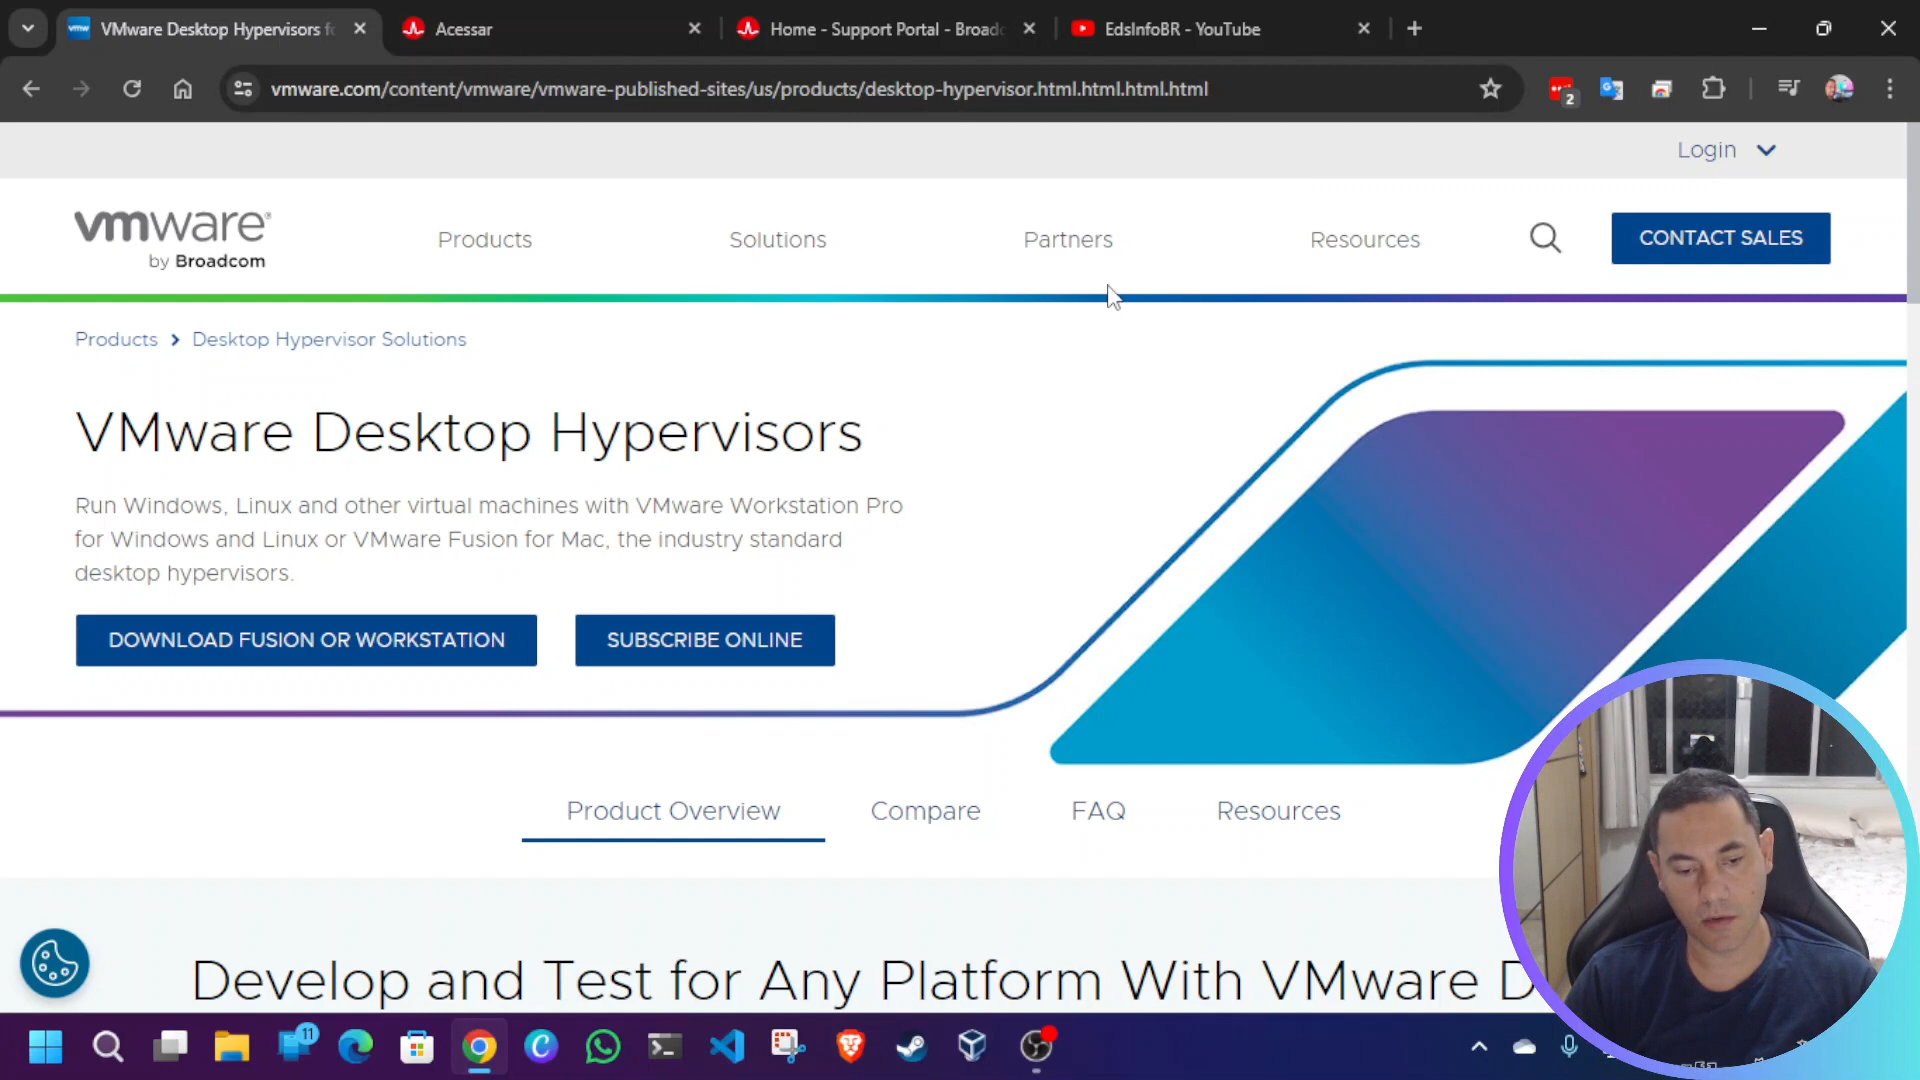 VMware Desktop Hypervisors fo
Acessar
Home - Support Portal - Broadc
EdsInfoBR - YouTube
vmware.com/content/vmware/vmware-published-sites/us/products/desktop-hypervisor.html.html.html.html
2
Login
vmware®
by Broadcom
Products
Solutions
Partners
Resources
CONTACT SALES
Products > Desktop Hypervisor Solutions
VMware Desktop Hypervisors
Run Windows, Linux and other virtual machines with VMware Workstation Pro
for Windows and Linux or VMware Fusion for Mac, the industry standard
desktop hypervisors.
DOWNLOAD FUSION OR WORKSTATION
SUBSCRIBE ONLINE
Product Overview
Compare
FAQ
Resources
Develop and Test for Any Platform With VMware D
11